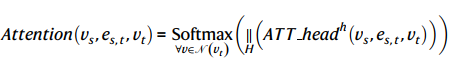 Attention(v_s, e_{s,t}, v_t) = Softmax_{∀v∈𝒩(v_t)} ( ∥_H (ATT_head^h (v_s, e_{s,t}, v_t)))